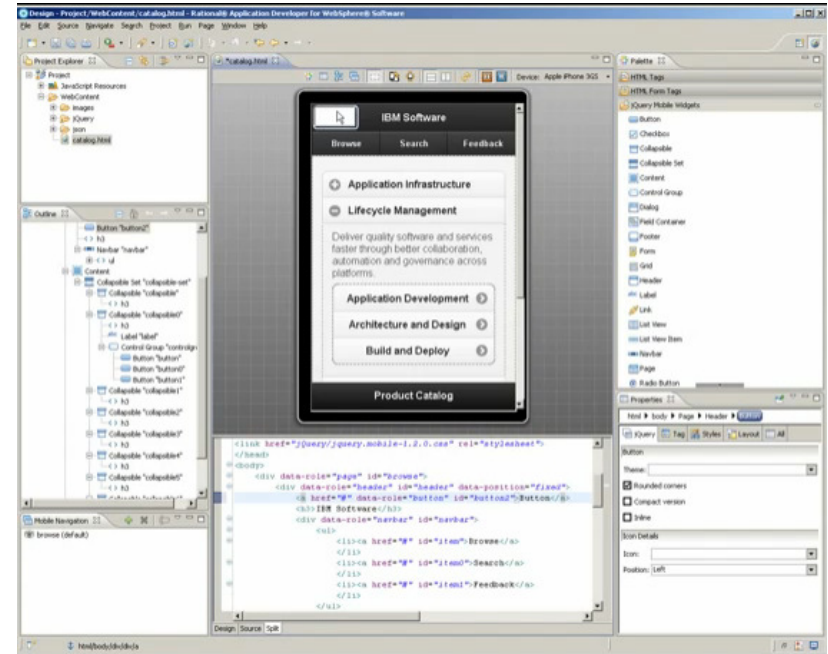 Design - Project/WebContent/catalog.html - Rational® Application Developer for WebSphere® Software
File Edit Source Navigate Search Project Run Page Window Help
Project Explorer
Project
JavaScript Resources
WebContent
images
jQuery
json
catalog.html
Outline
Button "button2"
h3
Navbar "navbar"
ul
Content
Collapsible Set "collapsible-set"
Collapsible "collapsible"
h3
Collapsible "collapsible0"
h3
Label "label"
Control Group "controlgro
Button "button"
Button "button0"
Button "button1"
Collapsible "collapsible1"
h3
Collapsible "collapsible2"
h3
Collapsible "collapsible3"
h3
Collapsible "collapsible4"
h3
Collapsible "collapsible5"
h3
Mobile Navigation
browse (default)
*catalog.html
Device: Apple iPhone 3GS
IBM Software
Browse Search Feedback
Application Infrastructure
Lifecycle Management
Deliver quality software and services
faster through better collaboration,
automation and governance across
platforms.
Application Development
Architecture and Design
Build and Deploy
Product Catalog
<link href="jQuery/jquery.mobile-1.2.0.css" rel="stylesheet">
</head>
<body>
<div data-role="page" id="browse">
<div data-role="header" id="header" data-position="fixed">
<a href="#" data-role="button" id="button2">Button</a>
<h3>IBM Software</h3>
<div data-role="navbar" id="navbar">
<ul>
<li><a href="#" id="item">Browse</a>
</li>
<li><a href="#" id="item0">Search</a>
</li>
<li><a href="#" id="item1">Feedback</a>
</li>
</ul>
Design Source Split
Palette
HTML Tags
HTML Form Tags
jQuery Mobile Widgets
Button
Checkbox
Collapsible
Collapsible Set
Content
Control Group
Dialog
Field Container
Footer
Form
Grid
Header
Label
Link
List View
List View Item
Navbar
Page
Radio Button
Properties
html body Page Header Button
jQuery Tag Styles Layout All
Button
Theme:
Rounded corners
Compact version
Inline
Icon Details
Icon:
Position: Left
html/body/div/div/a